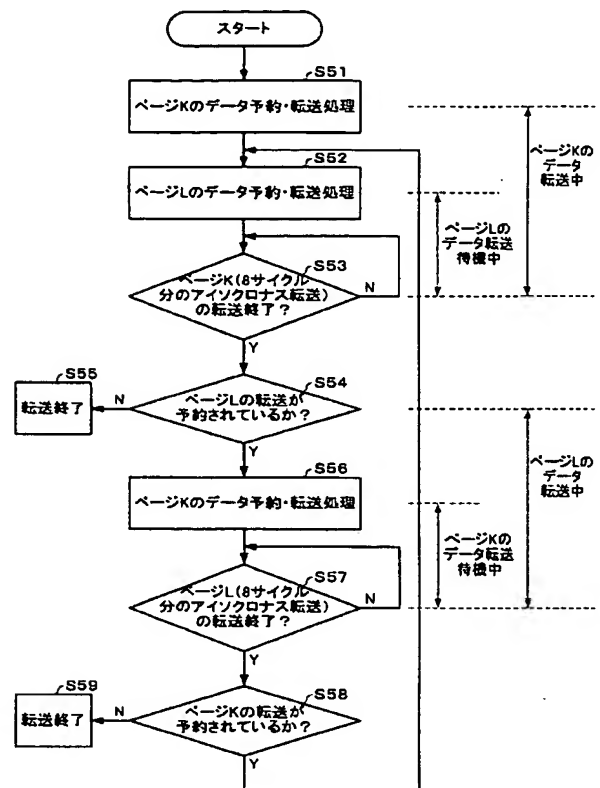 スタート
S51
ページKのデータ予約・転送処理
S52
ページLのデータ予約・転送処理
S53
ページK(8サイクル
分のアイソクロナス転送)
の転送終了?
N
Y
S54
ページLの転送が
予約されているか?
N
S55
転送終了
Y
S56
ページKのデータ予約・転送処理
S57
ページL(8サイクル
分のアイソクロナス転送)
の転送終了?
N
Y
S58
ページKの転送が
予約されているか?
N
S59
転送終了
Y
ページKの
データ
転送中
ページLの
データ転送
待機中
ページLの
データ
転送中
ページKの
データ転送
待機中